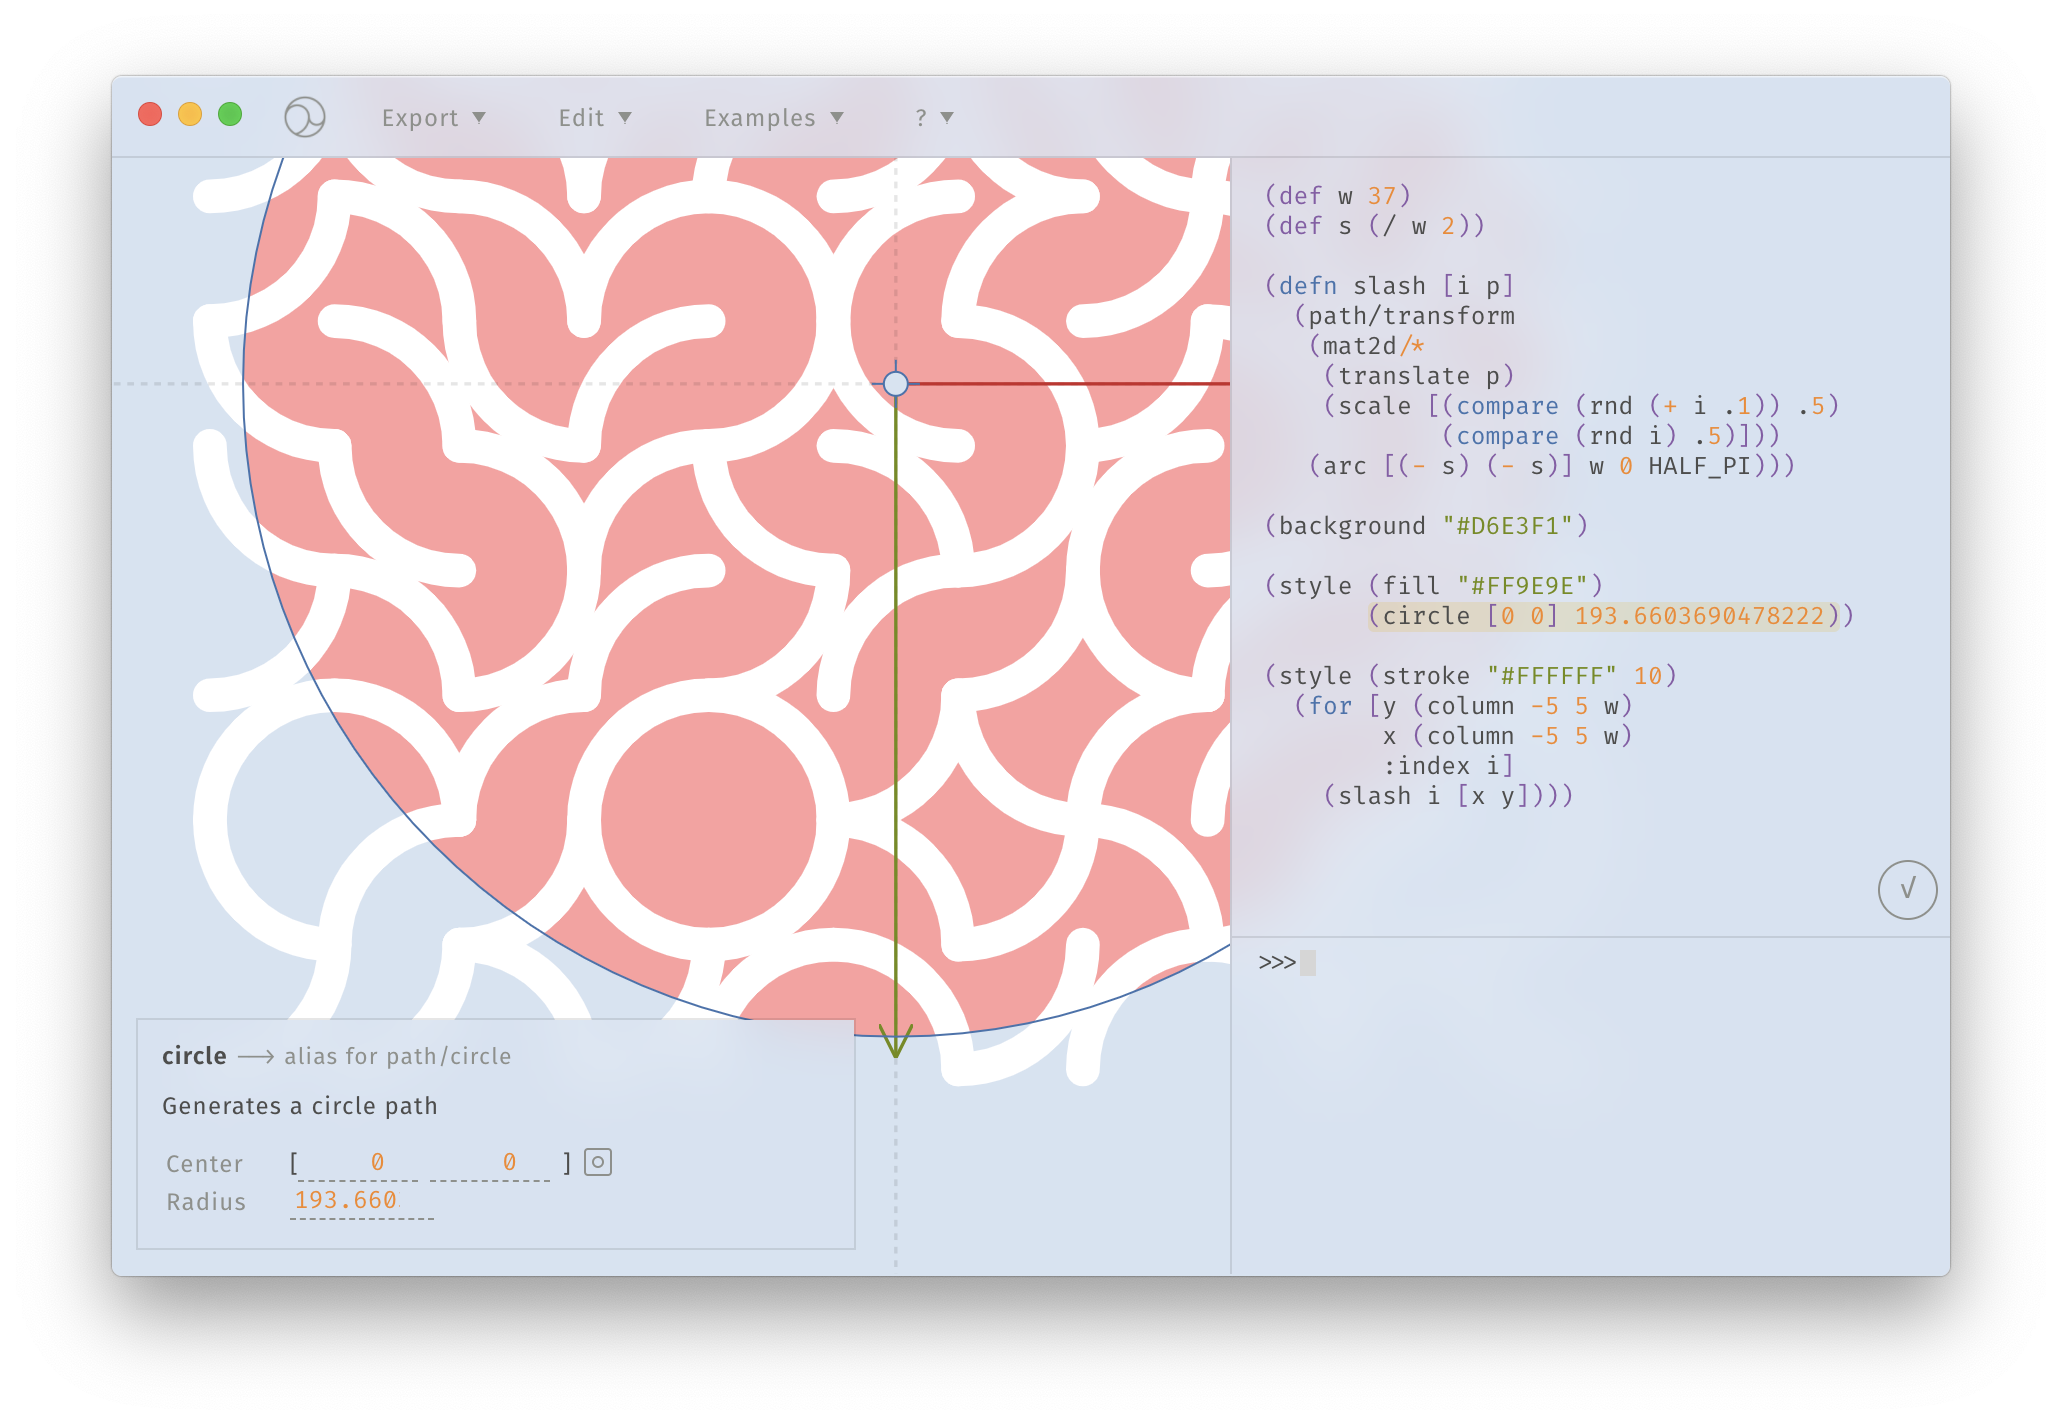 Export ▼ Edit ▼ Examples ▼ ? ▼
(def w 37)
(def s (/ w 2))
(defn slash [i p]
(path/transform
(mat2d/*
(translate p)
(scale [(compare (rnd (+ i .1)) .5)
(compare (rnd i) .5)]))
(arc [(- s) (- s)] w 0 HALF_PI)))
(background "#D6E3F1")
(style (fill "#FF9E9E")
(circle [0 0] 193.6603690478222))
(style (stroke "#FFFFFF" 10)
(for [y (column -5 5 w)
x (column -5 5 w)
:index i]
(slash i [x y])))
√
>>>
circle ⟶ alias for path/circle
Generates a circle path
Center [ 0 0 ]
Radius 193.660